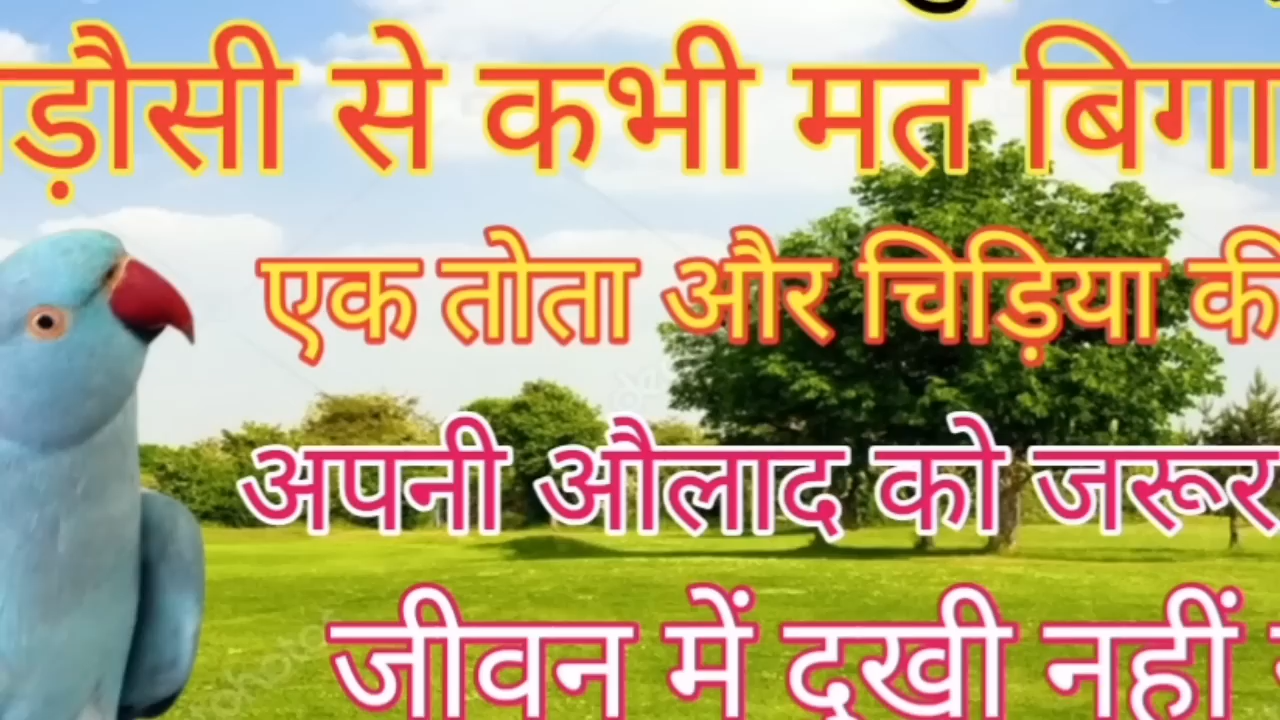 से कभी मत
एक तोता और चिड़िया की
अपनी औलाद को जरूर
जीवन में दुखी नहीं